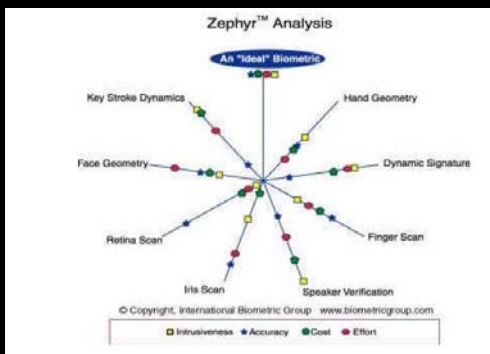 Zephyr™ Analysis
An "Ideal" Biometric
Key Stroke Dynamics
Hand Geometry
Face Geometry
Dynamic Signature
Retina Scan
Finger Scan
Iris Scan
Speaker Verification
© Copyright, International Biometric Group www.biometricgroup.com
Intrusiveness Accuracy Cost Effort